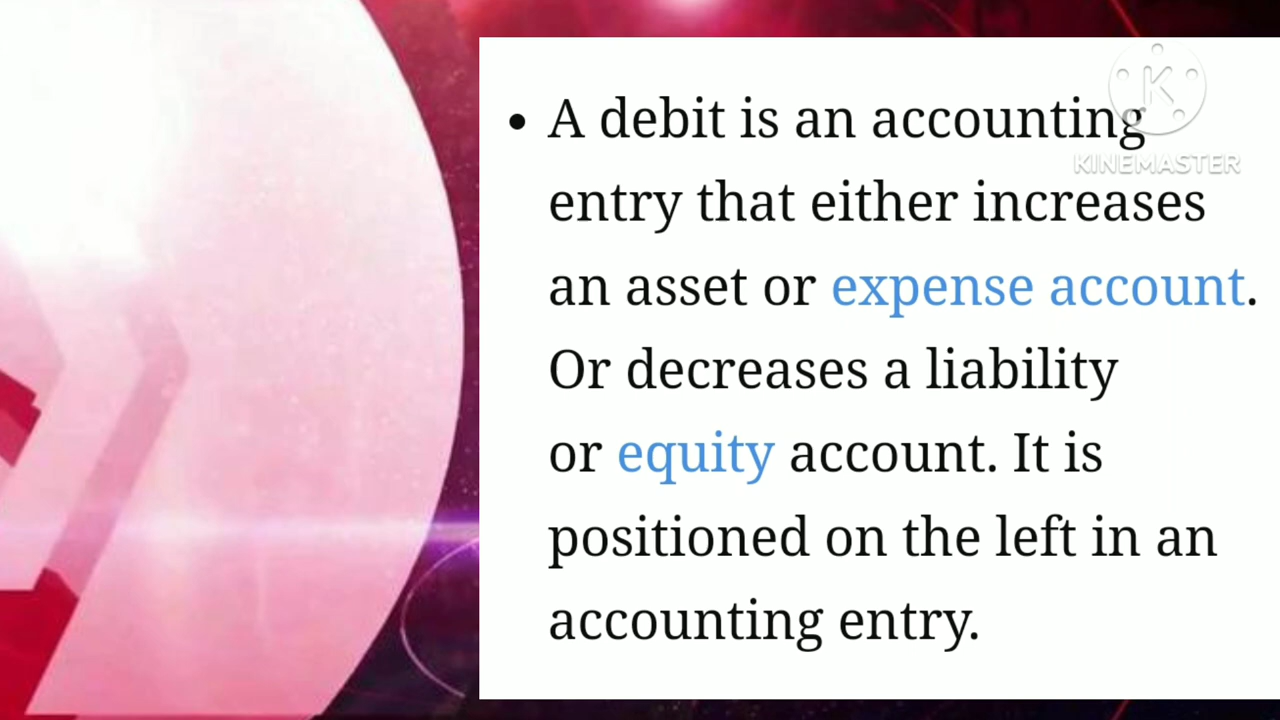 • A debit is an accounting
entry that either increases
an asset or expense account.
Or decreases a liability
or equity account. It is
positioned on the left in an
accounting entry.
K
KINEMASTER